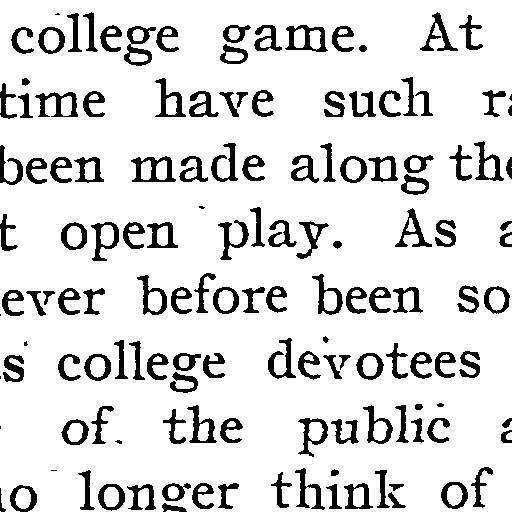 college game. At
time have such
been made along the
open play. As
ever before been so
college devotees
of the public
longer think of